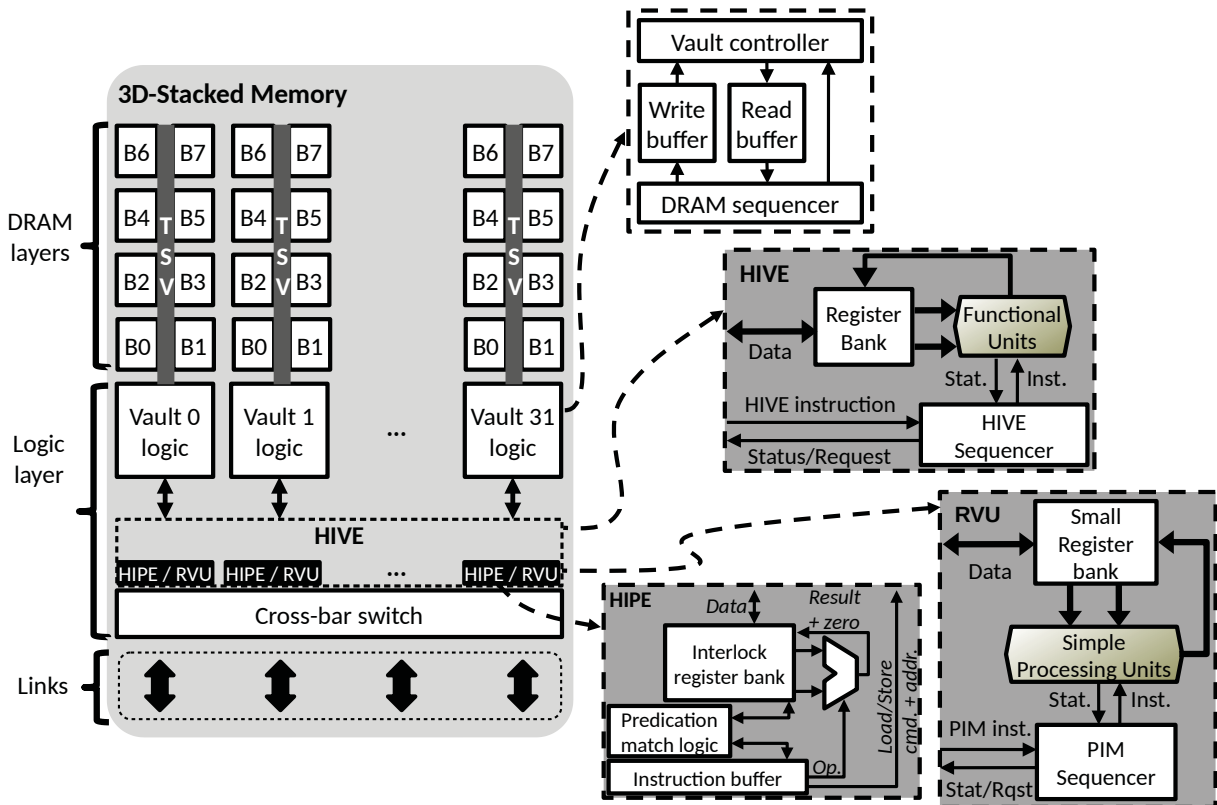 3D-Stacked Memory
B6 B7 B6 B7 B6 B7
B4 B5 B4 B5 B4 B5
B2 B3 B2 B3 B2 B3
B0 B1 B0 B1 B0 B1
TSV TSV TSV
DRAM
layers
Logic
layer
Links
Vault 0
logic
Vault 1
logic
...
Vault 31
logic
HIVE
HIPE / RVU HIPE / RVU ... HIPE / RVU
Cross-bar switch
Vault controller
Write
buffer
Read
buffer
DRAM sequencer
HIVE
Register
Bank
Functional
Units
Data
Stat. Inst.
HIVE instruction
Status/Request
HIVE
Sequencer
HIPE
Data
Result
+ zero
Interlock
register bank
Predication
match logic
Instruction buffer
Op.
Load/Store
cmd. + addr.
RVU
Small
Register
bank
Data
Simple
Processing Units
Stat. Inst.
PIM inst.
Stat/Rqst
PIM
Sequencer